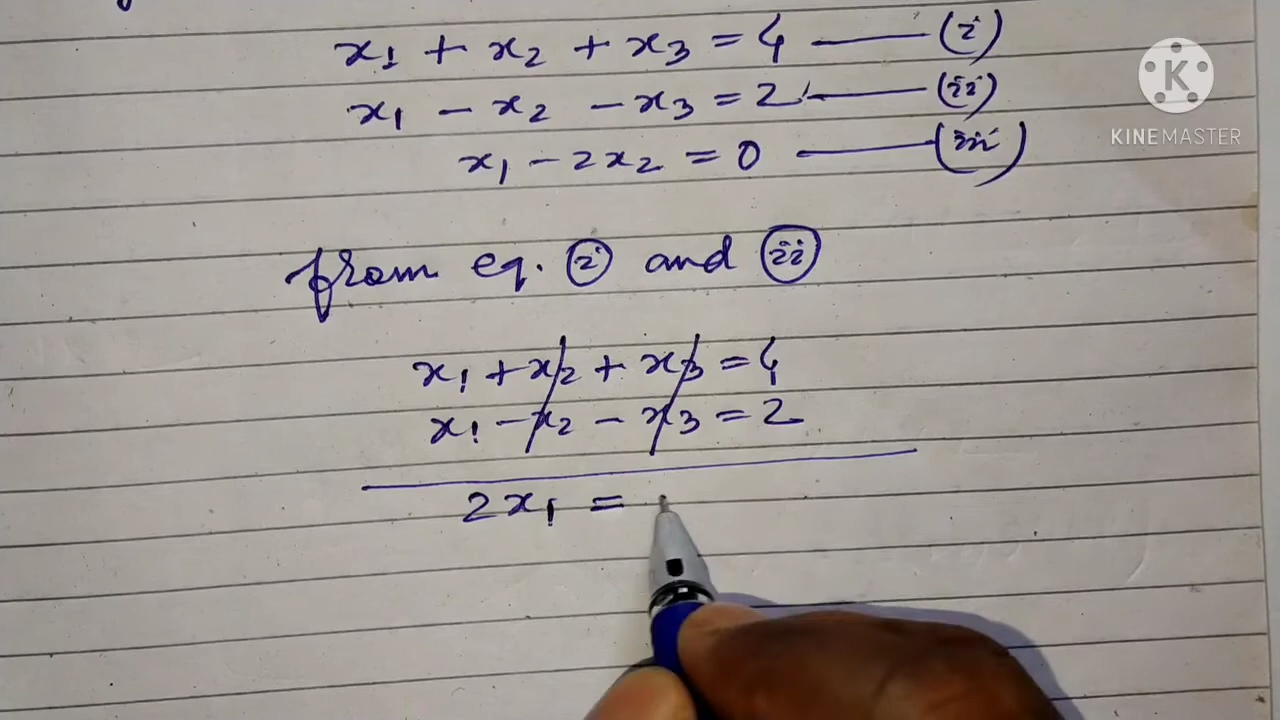 x₁ + x₂ + x₃ = 4 —— (i)
x₁ - x₂ - x₃ = 2 —— (ii)
x₁ - 2x₂ = 0 —— (iii)
K
KINEMASTER
from eq. (i) and (ii)
x₁ + x₂ + x₃ = 4
x₁ - x₂ - x₃ = 2
2x₁ =